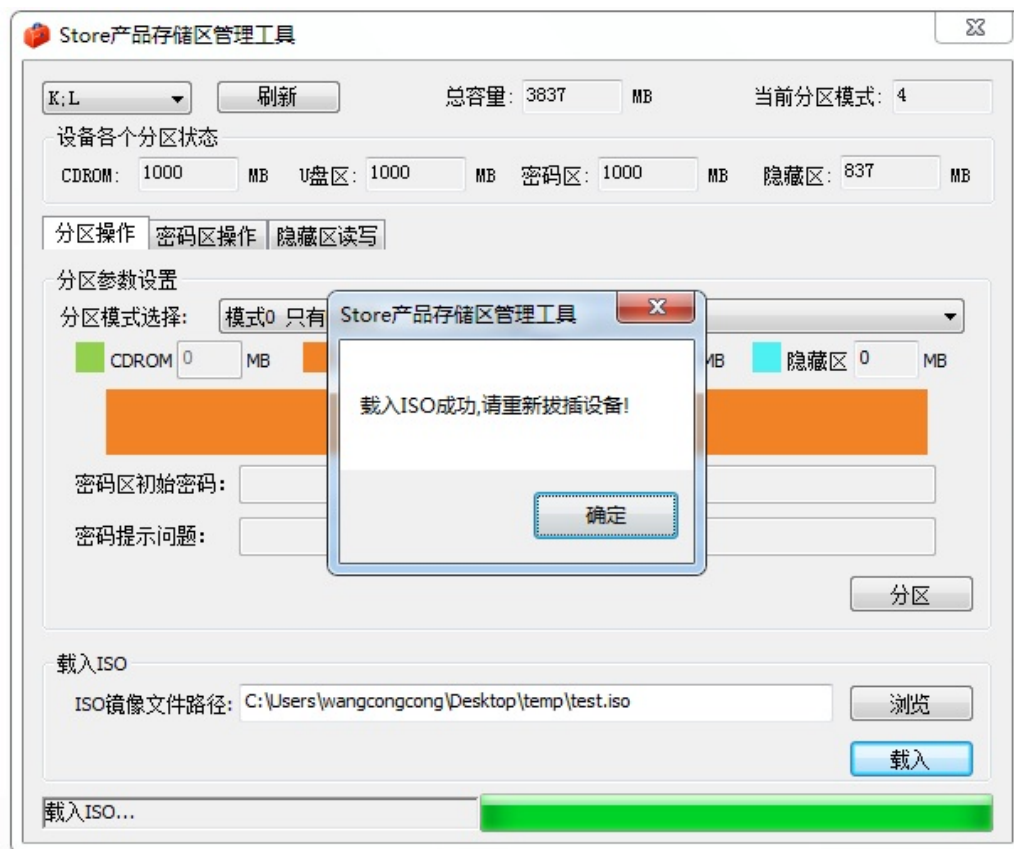 Store产品存储区管理工具
K;L 刷新 总容量: 3837 MB 当前分区模式: 4
设备各个分区状态
CDROM: 1000 MB U盘区: 1000 MB 密码区: 1000 MB 隐藏区: 837 MB
分区操作 密码区操作 隐藏区读写
分区参数设置
分区模式选择: 模式0 只有
CDROM 0 MB MB 隐藏区 0 MB
Store产品存储区管理工具
载入ISO成功,请重新拔插设备!
确定
密码区初始密码:
密码提示问题:
分区
载入ISO
ISO镜像文件路径: C:\Users\wangcongcong\Desktop\temp\test.iso 浏览
载入
载入ISO...